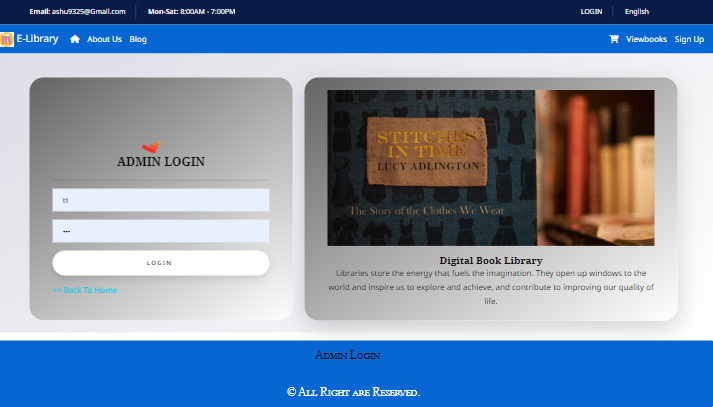 Email: ashu9325@Gmail.com Mon-Sat: 8:00AM - 7:00PM LOGIN English
E-Library About Us Blog Viewbooks Sign Up
ADMIN LOGIN
t1
•••
LOGIN
<< Back To Home
STITCHES
IN TIME
LUCY ADLINGTON
The Story of the Clothes We Wear
Digital Book Library
Libraries store the energy that fuels the imagination. They open up windows to the
world and inspire us to explore and achieve, and contribute to improving our quality of
life.
Admin Login
© All Right are Reserved.